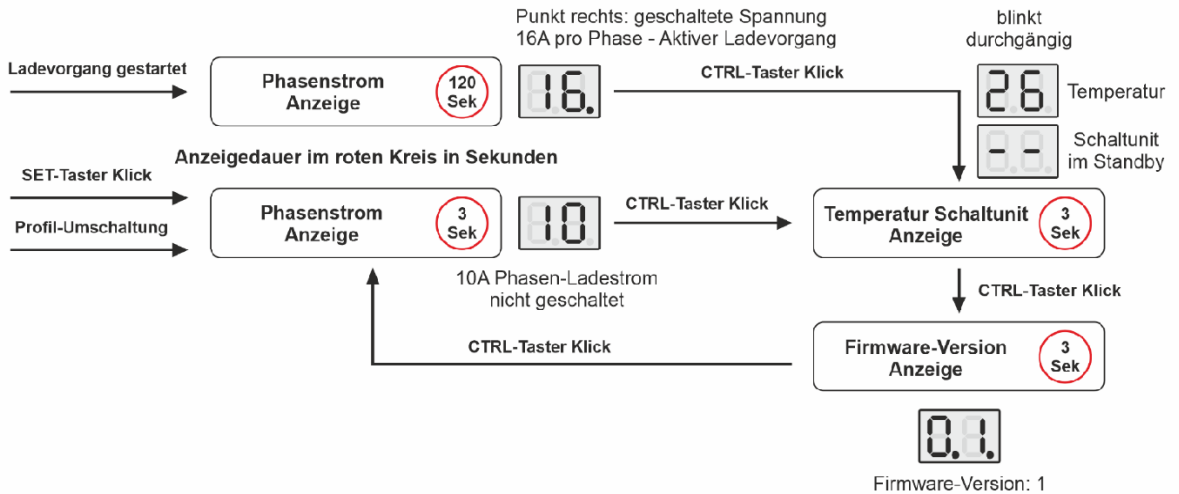 Punkt rechts: geschaltete Spannung
16A pro Phase - Aktiver Ladevorgang
blinkt
durchgängig
Ladevorgang gestartet
Phasenstrom
Anzeige
120
Sek
16.
CTRL-Taster Klick
26
Temperatur
- -
Schaltunit
im Standby
Anzeigedauer im roten Kreis in Sekunden
SET-Taster Klick
Profil-Umschaltung
Phasenstrom
Anzeige
3
Sek
10
CTRL-Taster Klick
Temperatur Schaltunit
Anzeige
3
Sek
10A Phasen-Ladestrom
nicht geschaltet
CTRL-Taster Klick
CTRL-Taster Klick
Firmware-Version
Anzeige
3
Sek
0.1.
Firmware-Version: 1